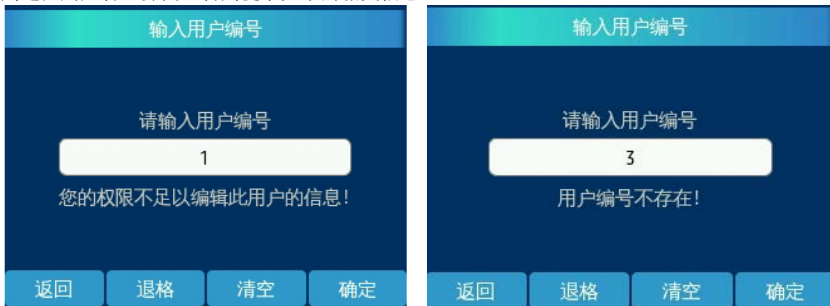 输入用户编号
请输入用户编号
1
您的权限不足以编辑此用户的信息!
返回 退格 清空 确定
输入用户编号
请输入用户编号
3
用户编号不存在!
返回 退格 清空 确定